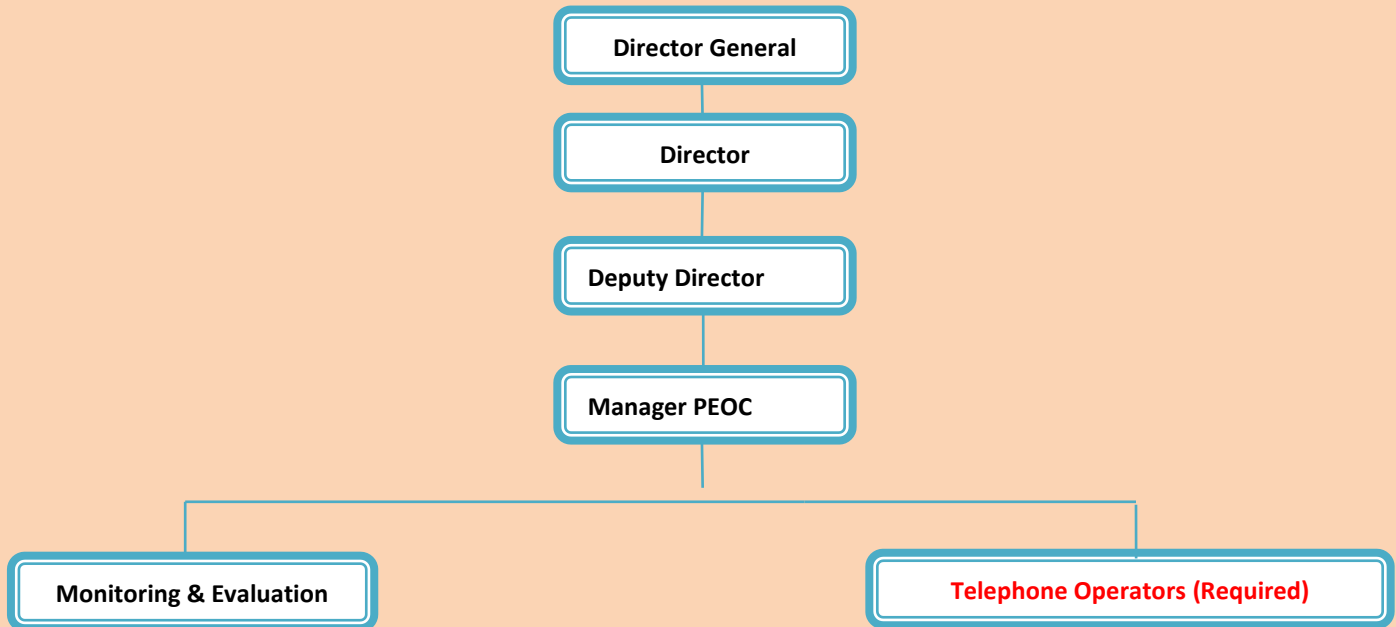 Director General
Director
Deputy Director
Manager PEOC
Monitoring & Evaluation
Telephone Operators (Required)